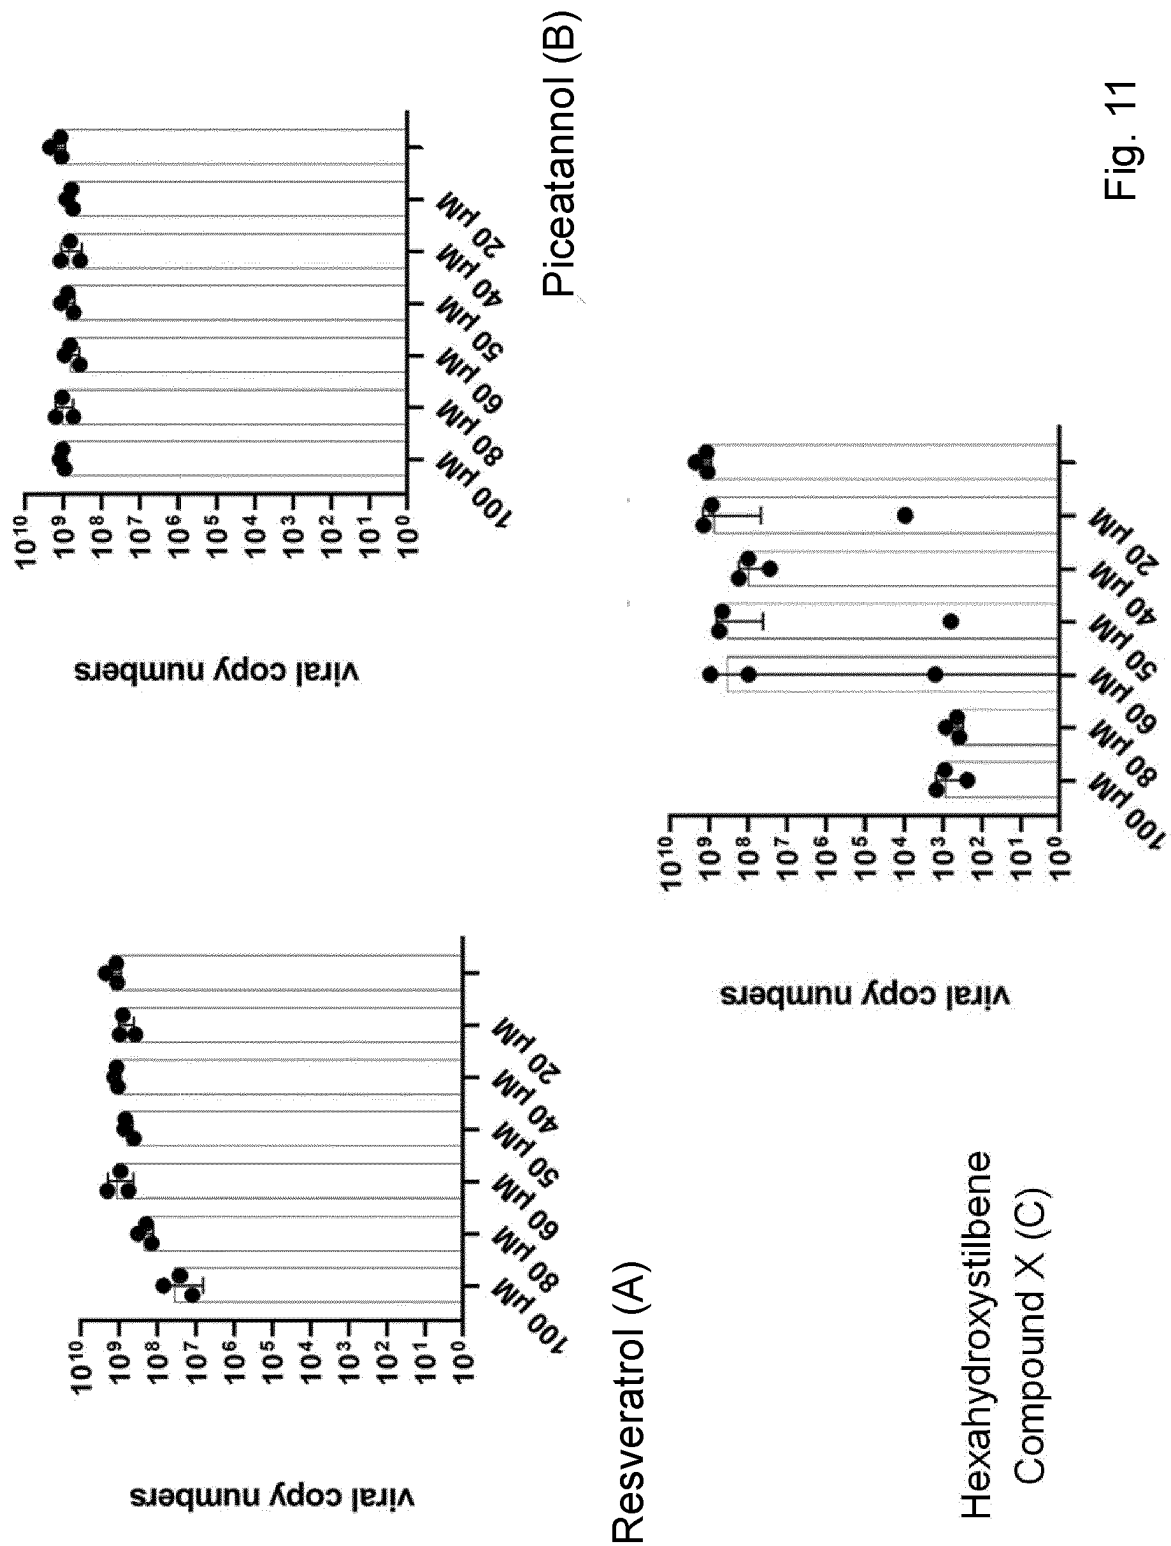 viral copy numbers
10^10
10^9
10^8
10^7
10^6
10^5
10^4
10^3
10^2
10^1
10^0
100 µM
80 µM
60 µM
50 µM
40 µM
20 µM
Resveratrol (A)
viral copy numbers
10^10
10^9
10^8
10^7
10^6
10^5
10^4
10^3
10^2
10^1
10^0
100 µM
80 µM
60 µM
50 µM
40 µM
20 µM
Piceatannol (B)
viral copy numbers
10^10
10^9
10^8
10^7
10^6
10^5
10^4
10^3
10^2
10^1
10^0
100 µM
80 µM
60 µM
50 µM
40 µM
20 µM
Hexahydroxystilbene
Compound X (C)
Fig. 11